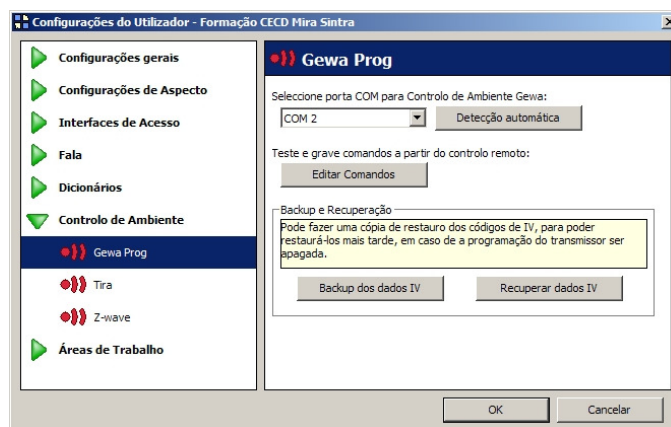 Configurações do Utilizador - Formação CECD Mira Sintra
Configurações gerais
Configurações de Aspecto
Interfaces de Acesso
Fala
Dicionários
Controlo de Ambiente
Gewa Prog
Tira
Z-wave
Áreas de Trabalho
Gewa Prog
Seleccione porta COM para Controlo de Ambiente Gewa:
COM 2
Detecção automática
Teste e grave comandos a partir do controlo remoto:
Editar Comandos
Backup e Recuperação
Pode fazer uma cópia de restauro dos códigos de IV, para poder
restaurá-los mais tarde, em caso de a programação do transmissor ser
apagada.
Backup dos dados IV
Recuperar dados IV
OK
Cancelar